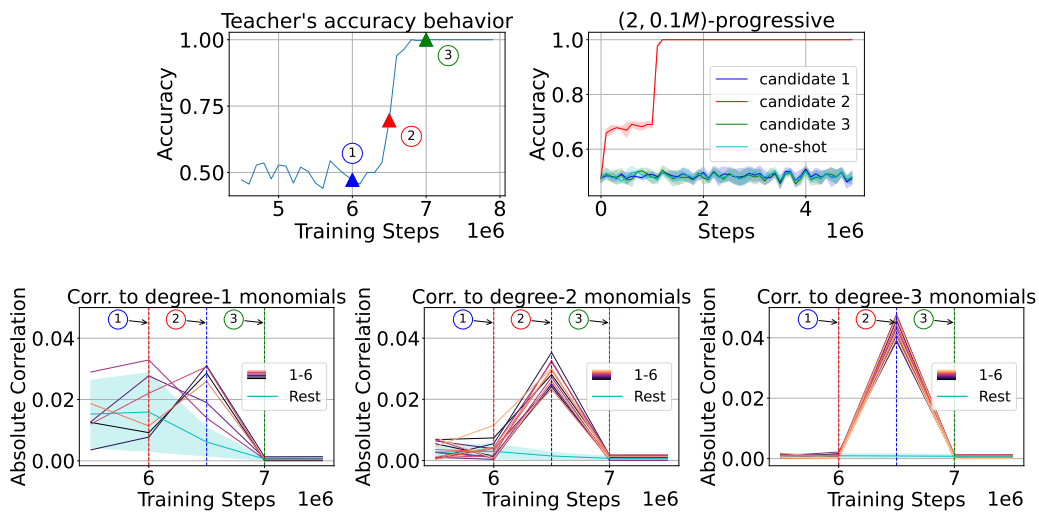 Teacher's accuracy behavior
1.00
0.75
0.50
Accuracy
1
2
3
5
6
7
8
1e6
Training Steps
(2, 0.1M)-progressive
1.0
0.8
0.6
Accuracy
candidate 1
candidate 2
candidate 3
one-shot
0
2
4
1e6
Steps
Corr. to degree-1 monomials
1
2
3
0.04
0.02
0.00
Absolute Correlation
1-6
Rest
6
7
Training Steps
1e6
Corr. to degree-2 monomials
1
2
3
0.04
0.02
0.00
Absolute Correlation
1-6
Rest
6
7
Training Steps
1e6
Corr. to degree-3 monomials
1
2
3
0.04
0.02
0.00
Absolute Correlation
1-6
Rest
6
7
Training Steps
1e6